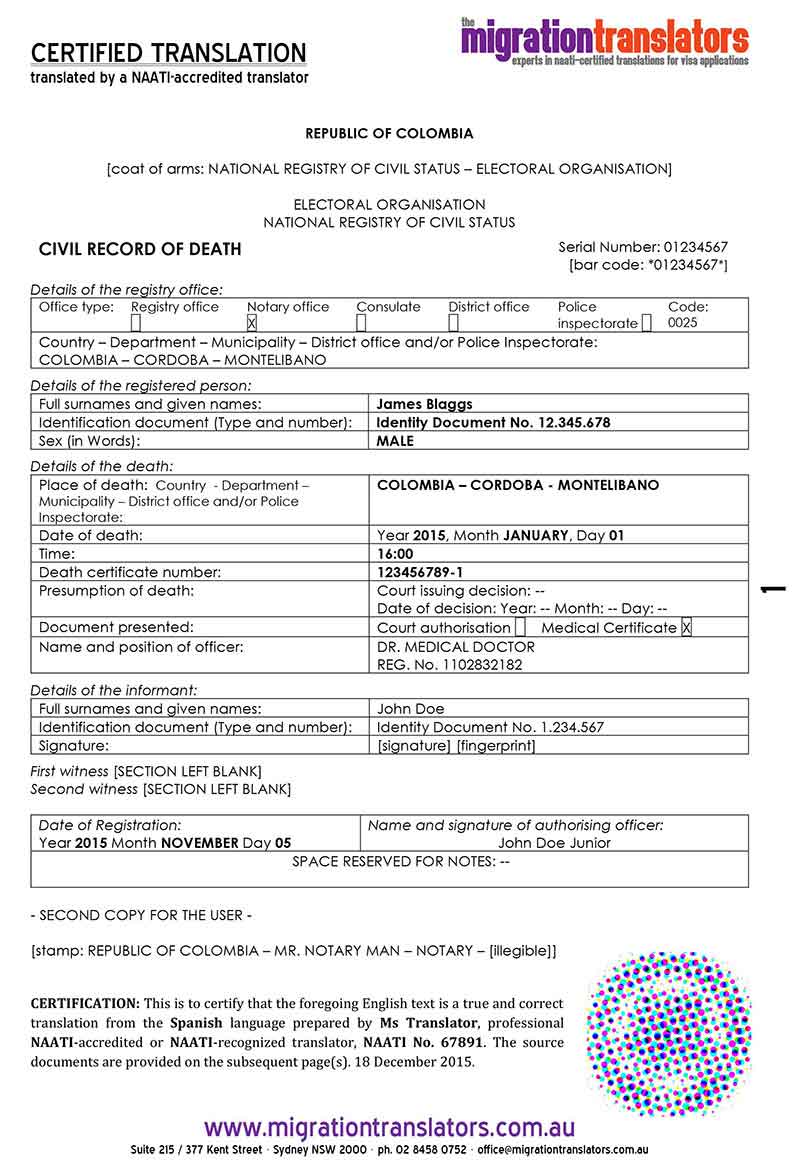 CERTIFIED TRANSLATION
translated by a NAATI-accredited translator
the
migrationtranslators
experts in naati-certified translations for visa applications
REPUBLIC OF COLOMBIA
[coat of arms: NATIONAL REGISTRY OF CIVIL STATUS – ELECTORAL ORGANISATION]
ELECTORAL ORGANISATION
NATIONAL REGISTRY OF CIVIL STATUS
CIVIL RECORD OF DEATH
Serial Number: 01234567
[bar code: *01234567*]
Details of the registry office:
Office type: Registry office Notary office Consulate District office Police Code:
X inspectorate 0025
Country – Department – Municipality – District office and/or Police Inspectorate:
COLOMBIA – CORDOBA – MONTELIBANO
Details of the registered person:
Full surnames and given names: James Blaggs
Identification document (Type and number): Identity Document No. 12.345.678
Sex (in Words): MALE
Details of the death:
Place of death: Country - Department – COLOMBIA – CORDOBA - MONTELIBANO
Municipality – District office and/or Police
Inspectorate:
Date of death: Year 2015, Month JANUARY, Day 01
Time: 16:00
Death certificate number: 123456789-1
Presumption of death: Court issuing decision: --
Date of decision: Year: -- Month: -- Day: --
Document presented: Court authorisation Medical Certificate X
Name and position of officer: DR. MEDICAL DOCTOR
REG. No. 1102832182
Details of the informant:
Full surnames and given names: John Doe
Identification document (Type and number): Identity Document No. 1.234.567
Signature: [signature] [fingerprint]
First witness [SECTION LEFT BLANK]
Second witness [SECTION LEFT BLANK]
Date of Registration: Name and signature of authorising officer:
Year 2015 Month NOVEMBER Day 05 John Doe Junior
SPACE RESERVED FOR NOTES: --
- SECOND COPY FOR THE USER -
[stamp: REPUBLIC OF COLOMBIA – MR. NOTARY MAN – NOTARY – [illegible]]
CERTIFICATION: This is to certify that the foregoing English text is a true and correct
translation from the Spanish language prepared by Ms Translator, professional
NAATI-accredited or NAATI-recognized translator, NAATI No. 67891. The source
documents are provided on the subsequent page(s). 18 December 2015.
1
www.migrationtranslators.com.au
Suite 215 / 377 Kent Street · Sydney NSW 2000 · ph. 02 8458 0752 · office@migrationtranslators.com.au